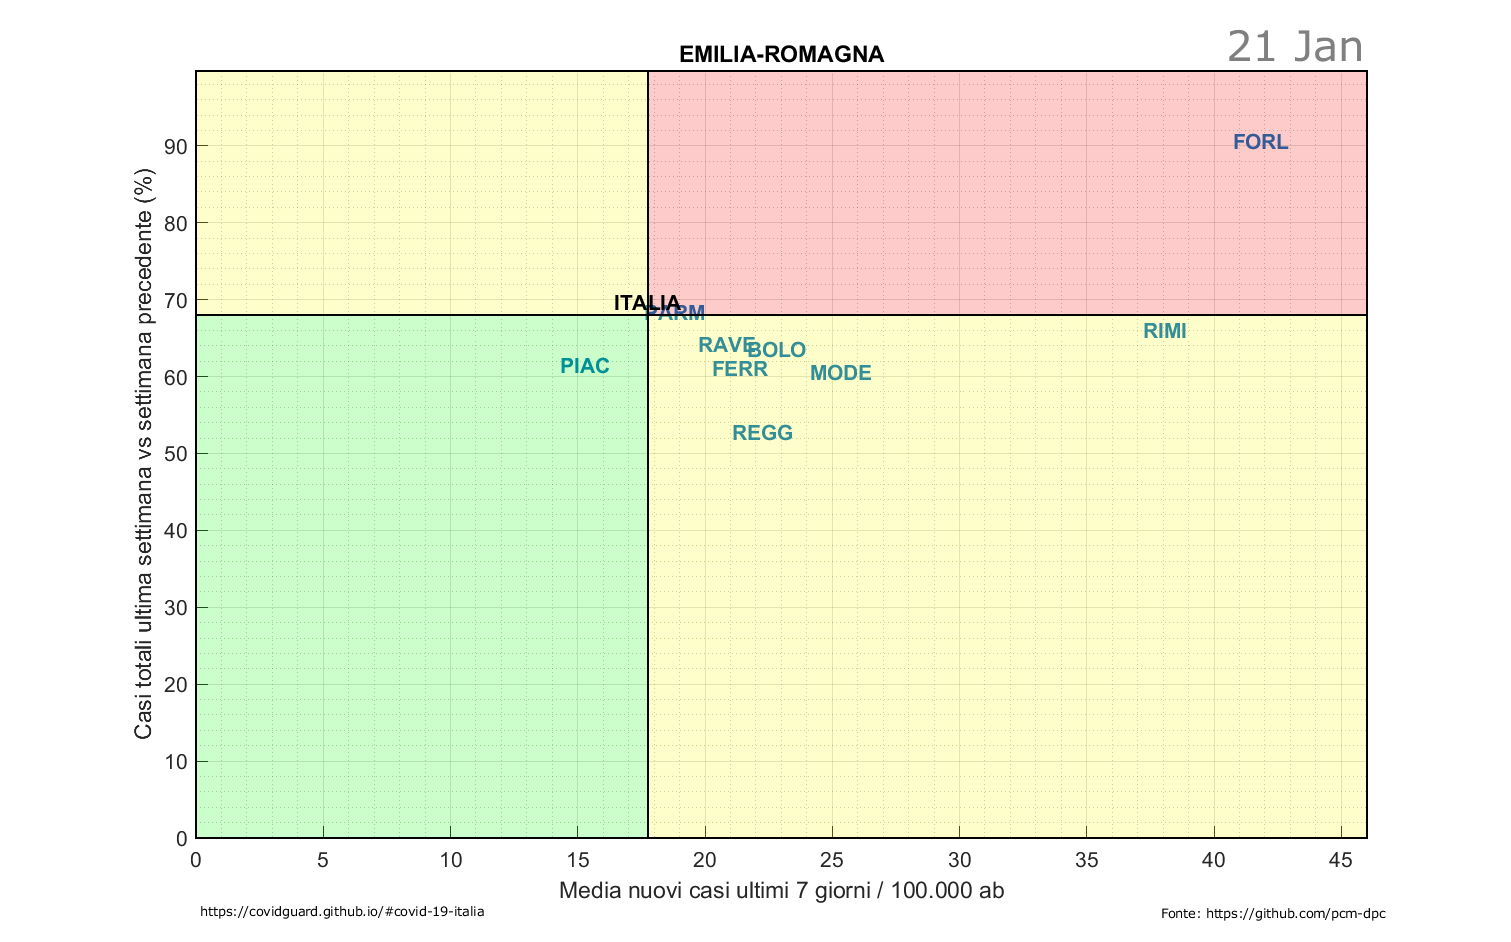 21 Jan
EMILIA-ROMAGNA
Casi totali ultima settimana vs settimana precedente (%)
90
80
70
60
50
40
30
20
10
0
FORL
ITALIA
PARM
RIMI
RAVE
BOLO
PIAC
FERR
MODE
REGG
0 5 10 15 20 25 30 35 40 45
Media nuovi casi ultimi 7 giorni / 100.000 ab
https://covidguard.github.io/#covid-19-italia
Fonte: https://github.com/pcm-dpc